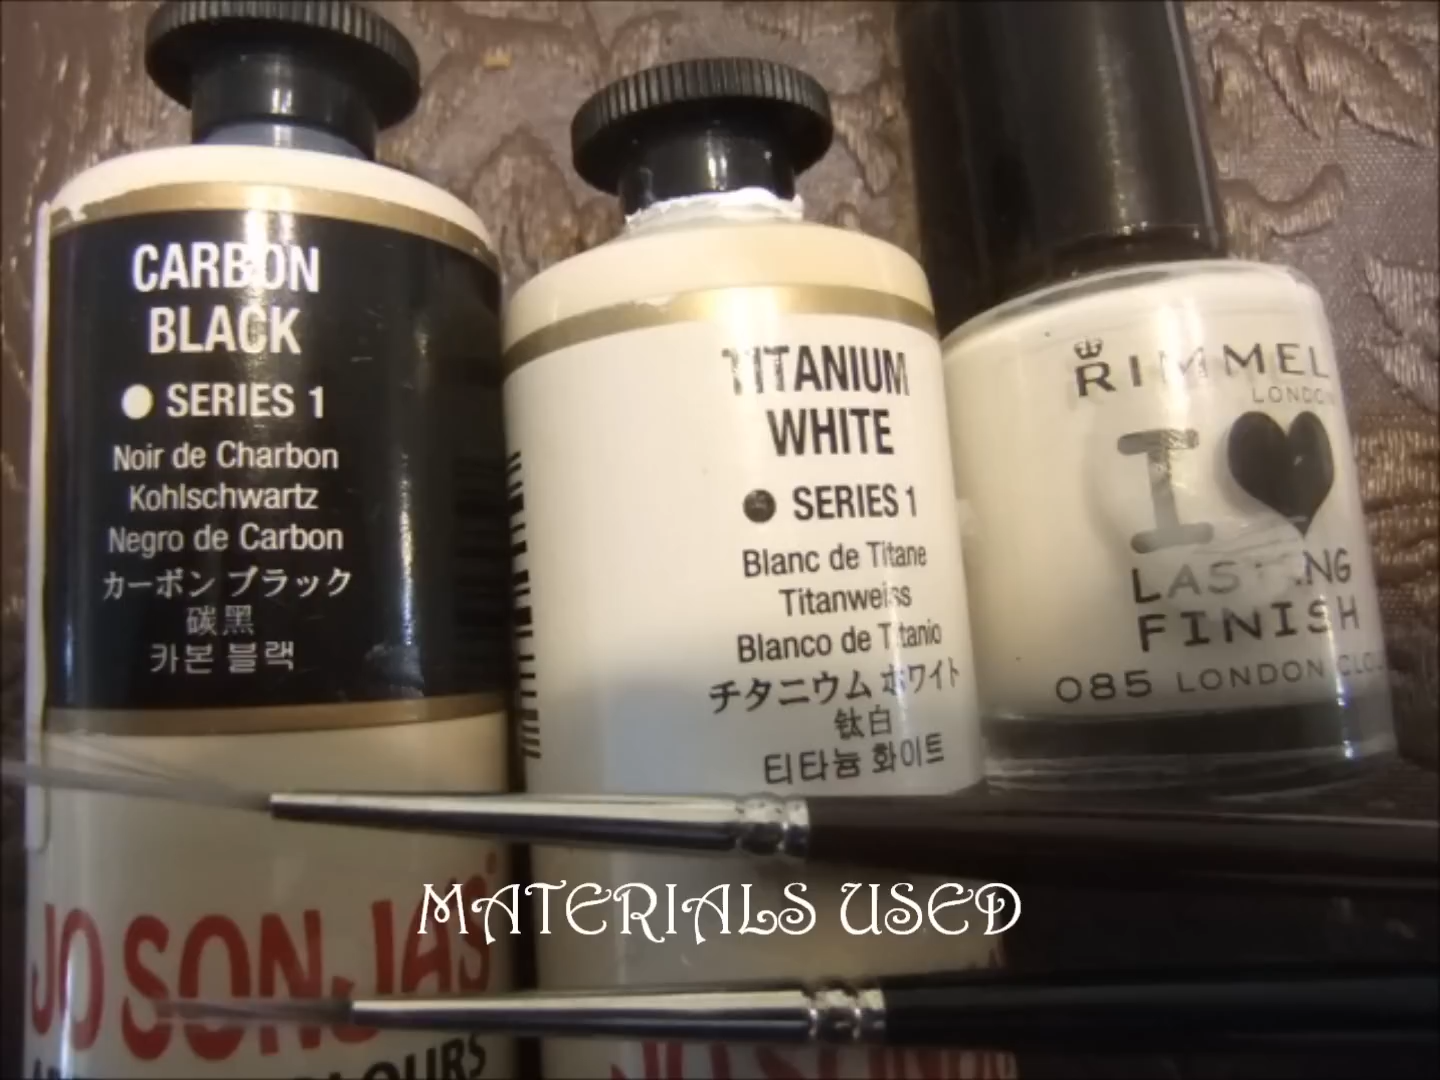 CARBON
BLACK
SERIES 1
Noir de Charbon
Kohlschwartz
Negro de Carbon
カーボン ブラック
碳黑
카본 블랙
JO SONJA'S
TITANIUM
WHITE
SERIES 1
Blanc de Titane
Titanweiss
Blanco de Titanio
チタニウム ホワイト
钛白
티타늄 화이트
RIMMEL
LONDON
I
LASTING
FINISH
085 LONDON
MATERIALS USED